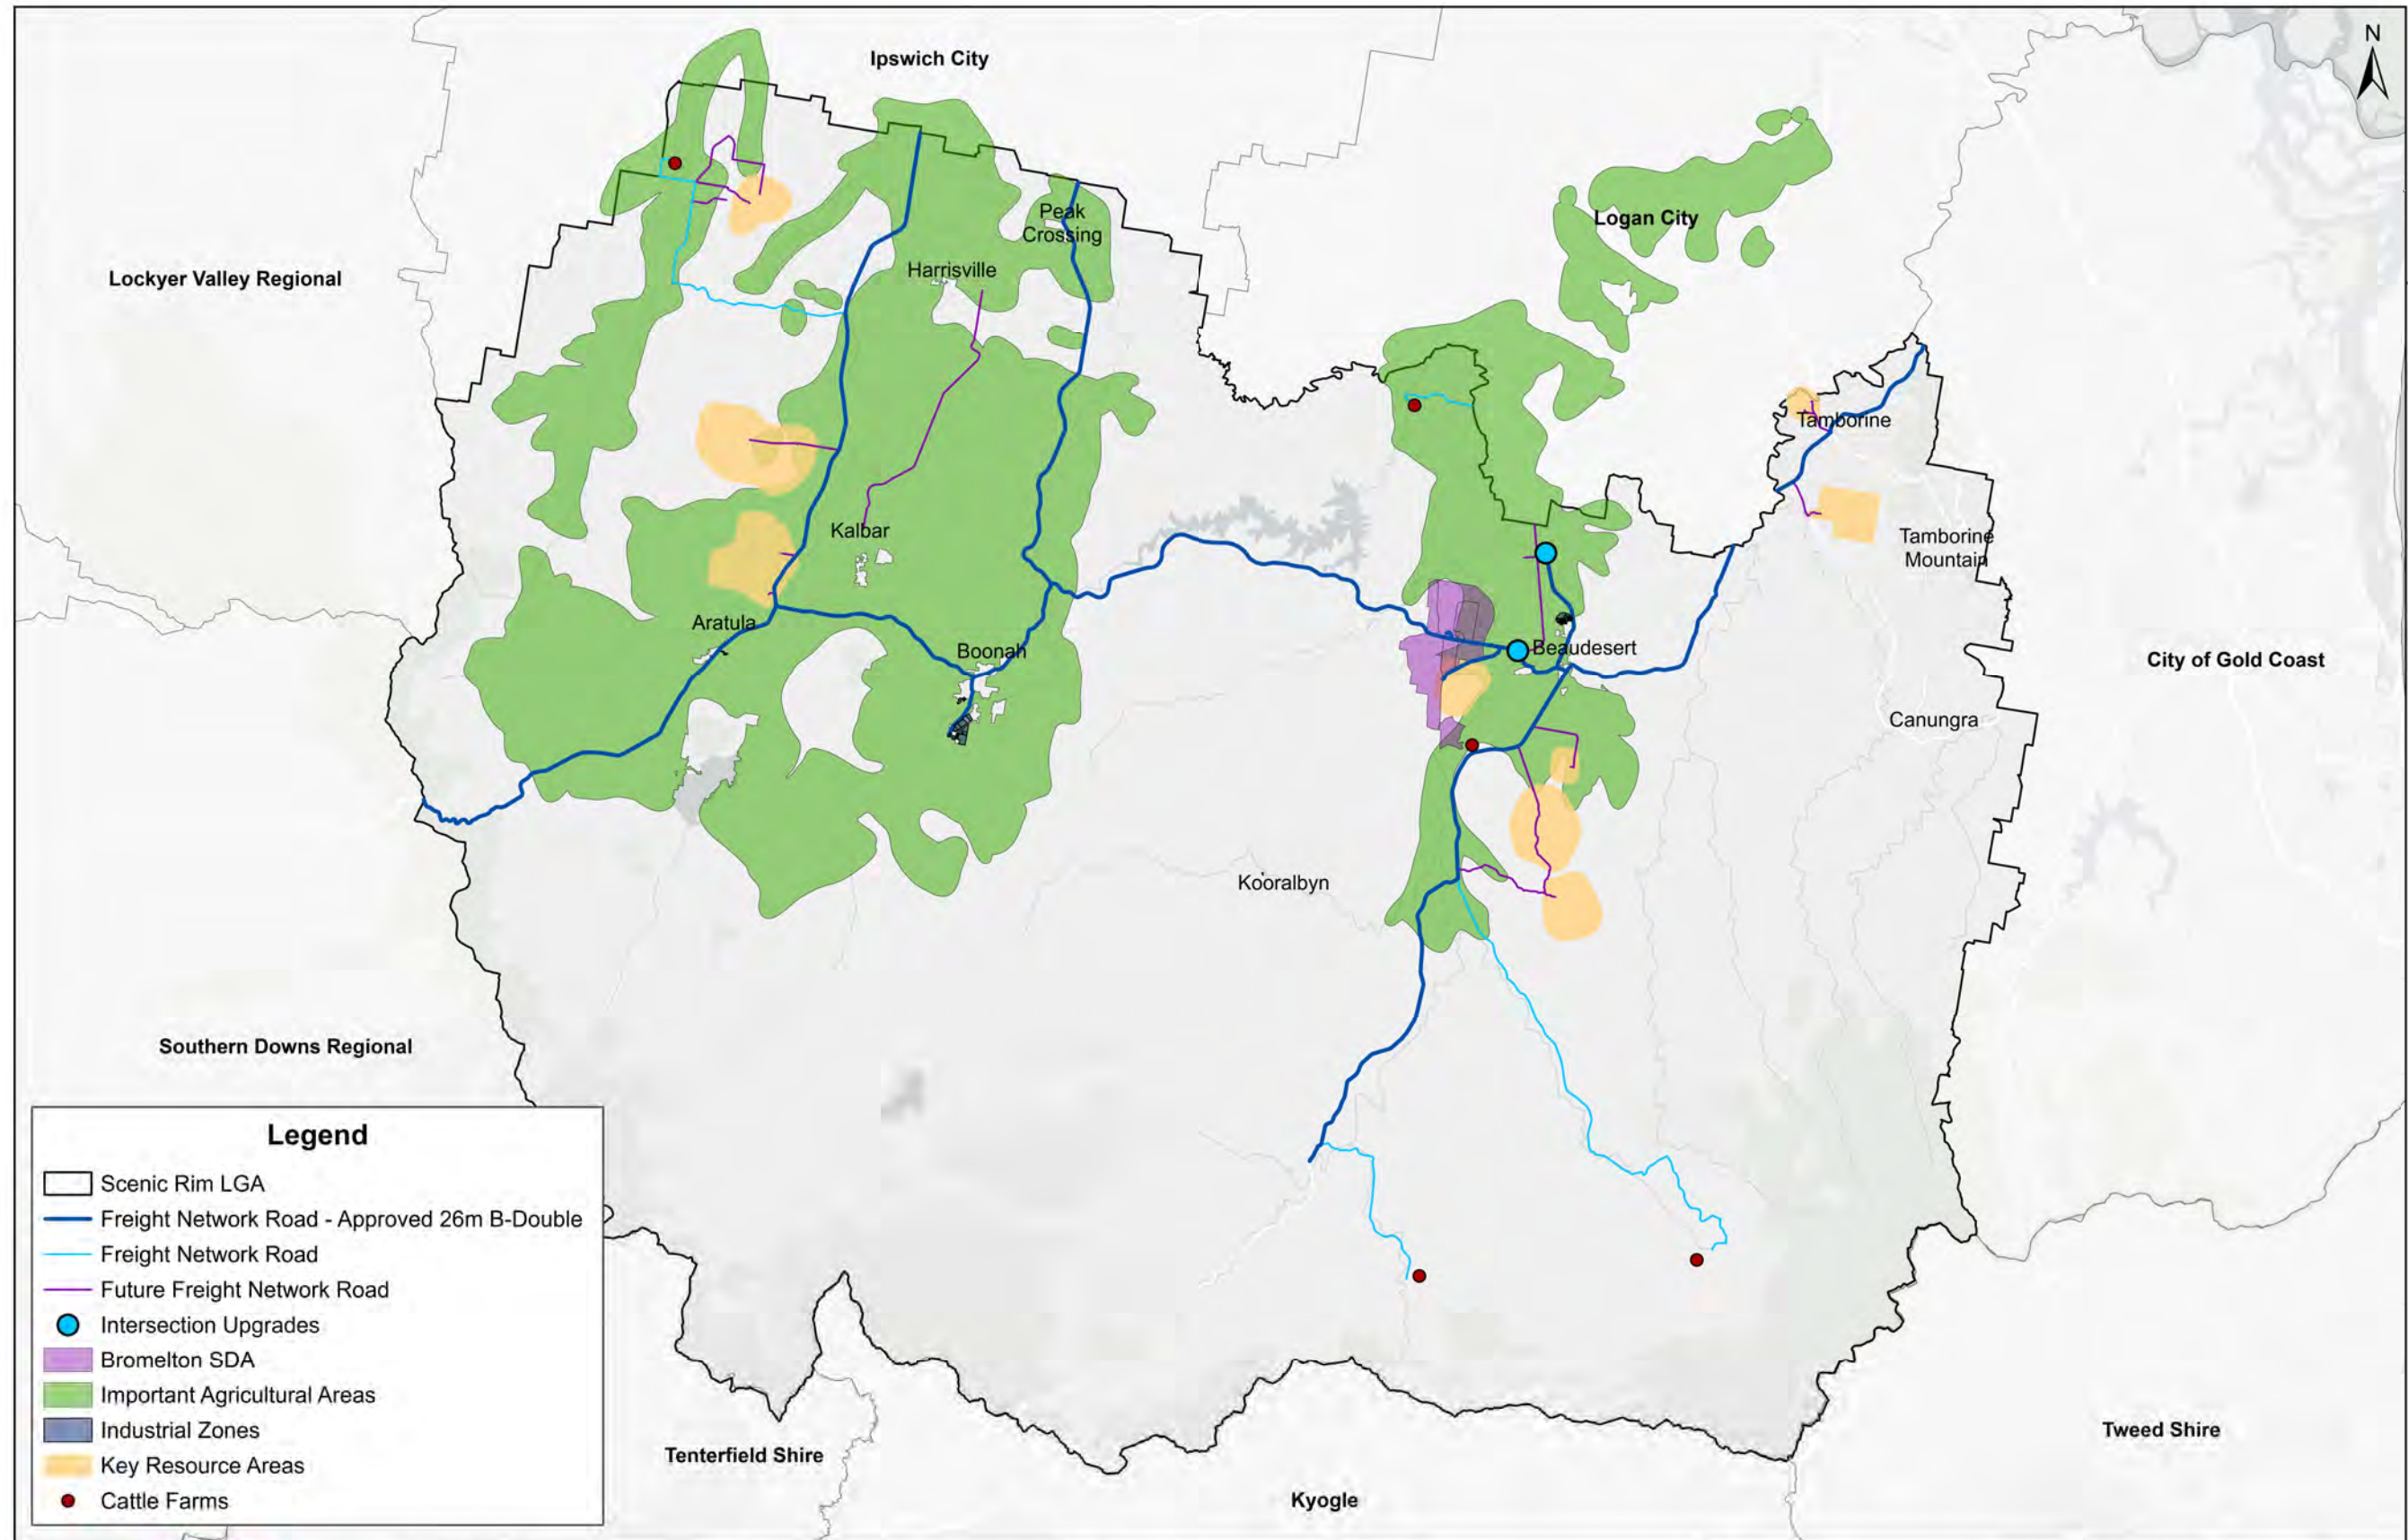 Ipswich City
N
Peak
Crossing
Logan City
Harrisville
Lockyer Valley Regional
Tamborine
Kalbar
Tamborine
Mountain
Aratula
Boonah
Beaudesert
City of Gold Coast
Canungra
Kooralbyn
Southern Downs Regional
Legend
Scenic Rim LGA
Freight Network Road - Approved 26m B-Double
Freight Network Road
Future Freight Network Road
Intersection Upgrades
Bromelton SDA
Important Agricultural Areas
Industrial Zones
Key Resource Areas
Cattle Farms
Tenterfield Shire
Tweed Shire
Kyogle